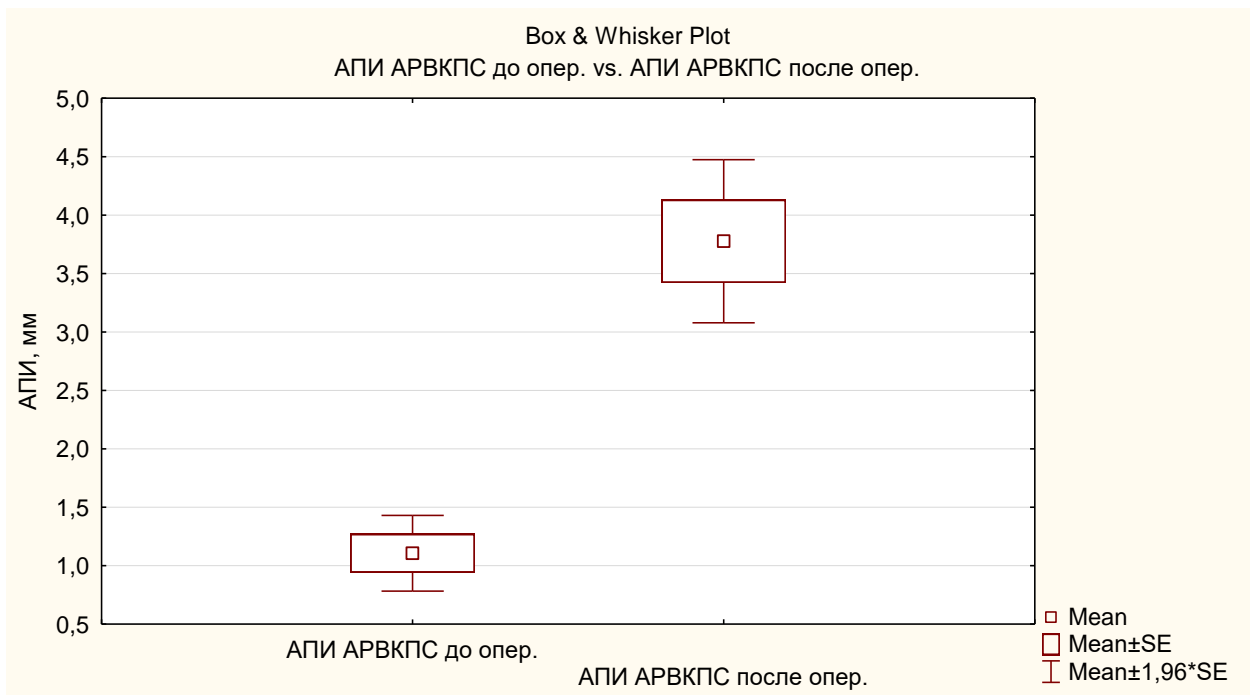 Box & Whisker Plot
АПИ АРВКПС до опер. vs. АПИ АРВКПС после опер.
5,0
4,5
4,0
3,5
3,0
2,5
2,0
1,5
1,0
0,5
АПИ, мм
АПИ АРВКПС до опер.
АПИ АРВКПС после опер.
Mean
Mean±SE
Mean±1,96*SE